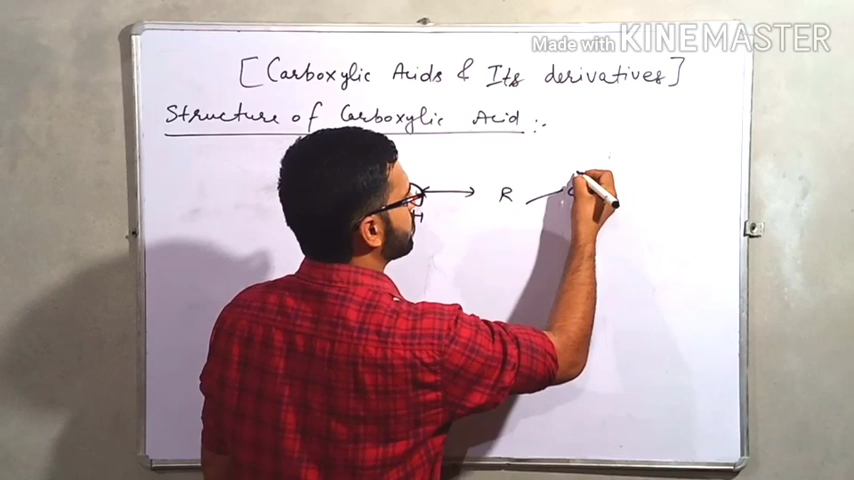 Made with KINEMASTER
[Carboxylic Acids & Its derivatives]
Structure of Carboxylic Acid :-
H ↔ R — C